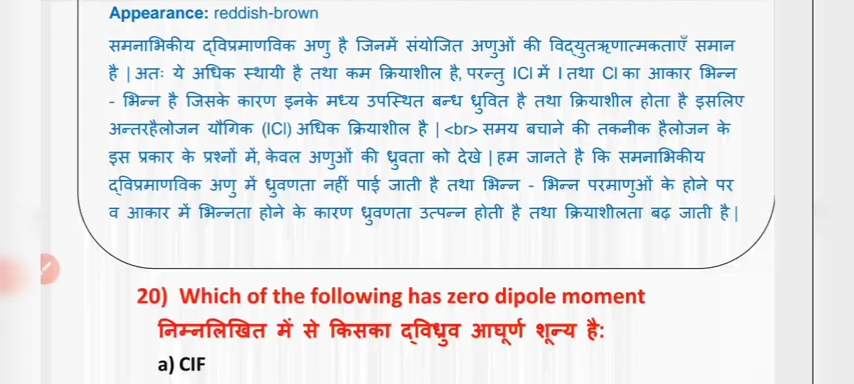 Appearance: reddish-brown
समनाभिकीय द्विप्रमाणविक अणु है जिनमें संयोजित अणुओं की विद्युतऋणात्मकताएँ समान
है | अतः ये अधिक स्थायी है तथा कम क्रियाशील है, परन्तु ICl में I तथा Cl का आकार भिन्न
- भिन्न है जिसके कारण इनके मध्य उपस्थित बन्ध ध्रुवित है तथा क्रियाशील होता है इसलिए
अन्तरहैलोजन यौगिक (ICl) अधिक क्रियाशील है | <br> समय बचाने की तकनीक हैलोजन के
इस प्रकार के प्रश्नों में, केवल अणुओं की ध्रुवता को देखे | हम जानते है कि समनाभिकीय
द्विप्रमाणविक अणु में ध्रुवणता नहीं पाई जाती है तथा भिन्न - भिन्न परमाणुओं के होने पर
व आकार में भिन्नता होने के कारण ध्रुवणता उत्पन्न होती है तथा क्रियाशीलता बढ़ जाती है |
20) Which of the following has zero dipole moment
निम्नलिखित में से किसका द्विध्रुव आघूर्ण शून्य है:
a) ClF